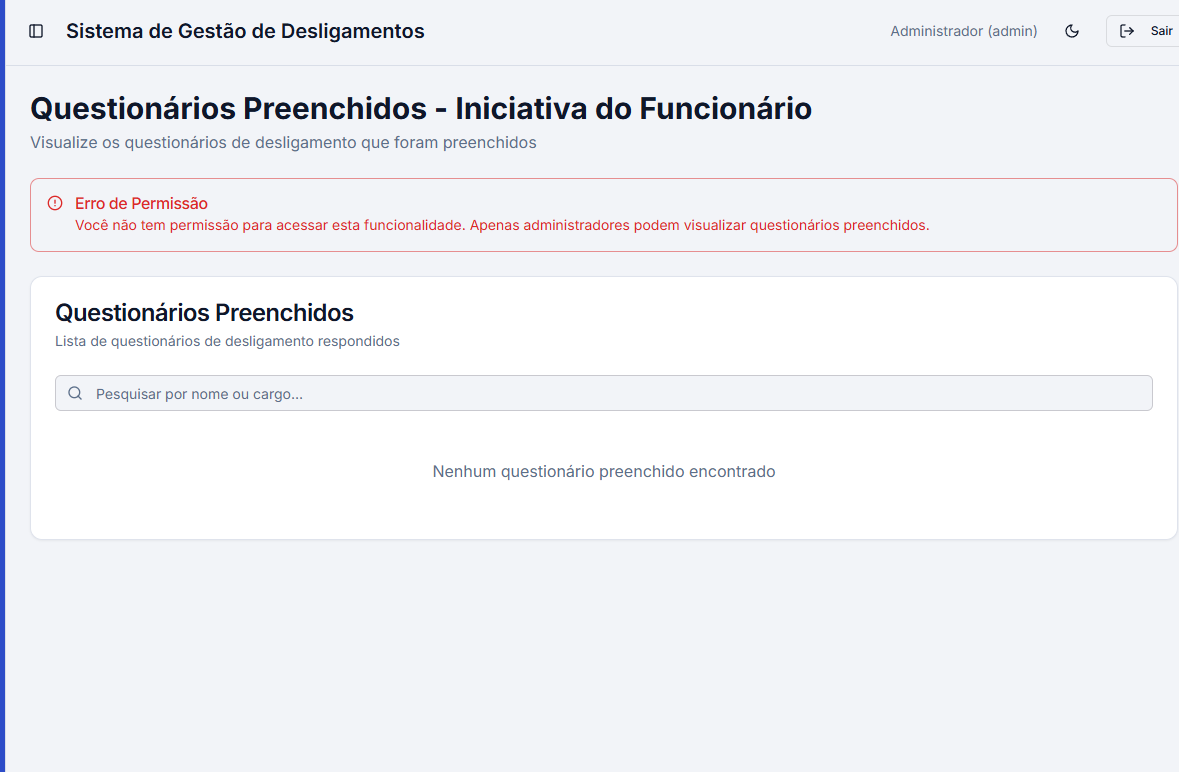 Sistema de Gestão de Desligamentos
Administrador (admin)
Sair
Questionários Preenchidos - Iniciativa do Funcionário
Visualize os questionários de desligamento que foram preenchidos
Erro de Permissão
Você não tem permissão para acessar esta funcionalidade. Apenas administradores podem visualizar questionários preenchidos.
Questionários Preenchidos
Lista de questionários de desligamento respondidos
Pesquisar por nome ou cargo...
Nenhum questionário preenchido encontrado